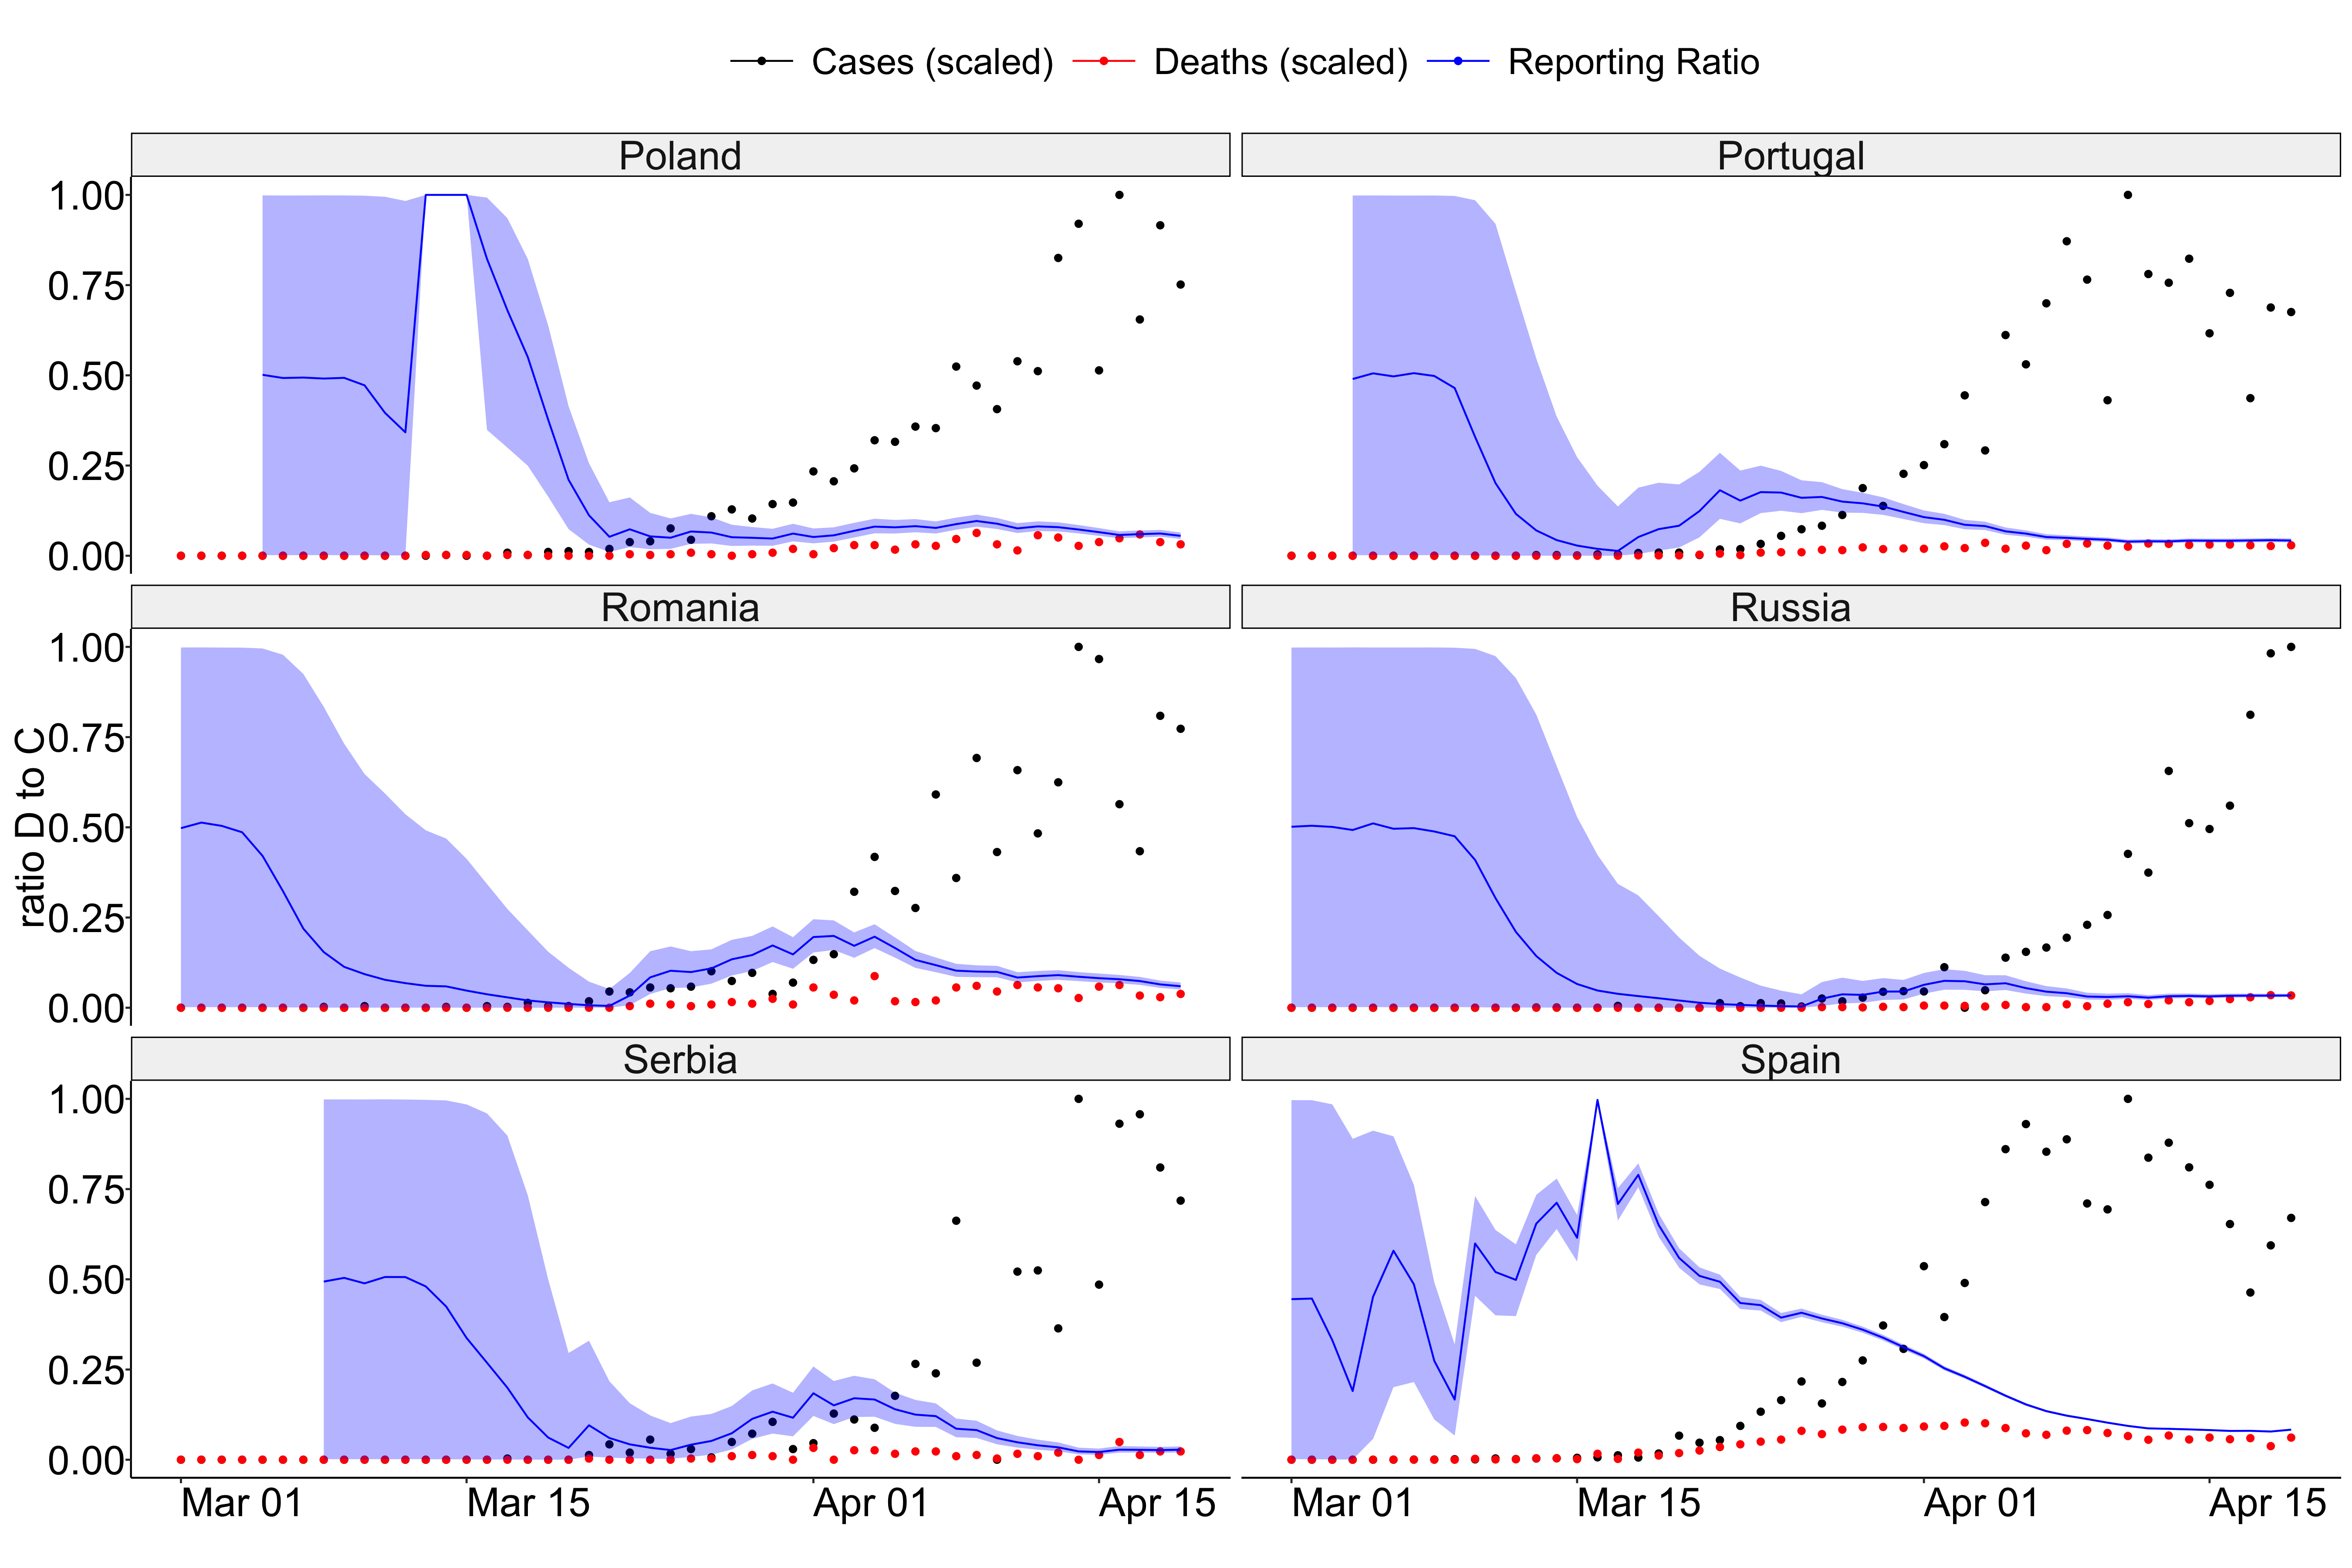 Cases (scaled) Deaths (scaled) Reporting Ratio
Poland Portugal
1.00
0.75
0.50
0.25
0.00
Romania Russia
1.00
0.75
0.50
0.25
0.00
ratio D to C
Serbia Spain
1.00
0.75
0.50
0.25
0.00
Mar 01 Mar 15 Apr 01 Apr 15 Mar 01 Mar 15 Apr 01 Apr 15